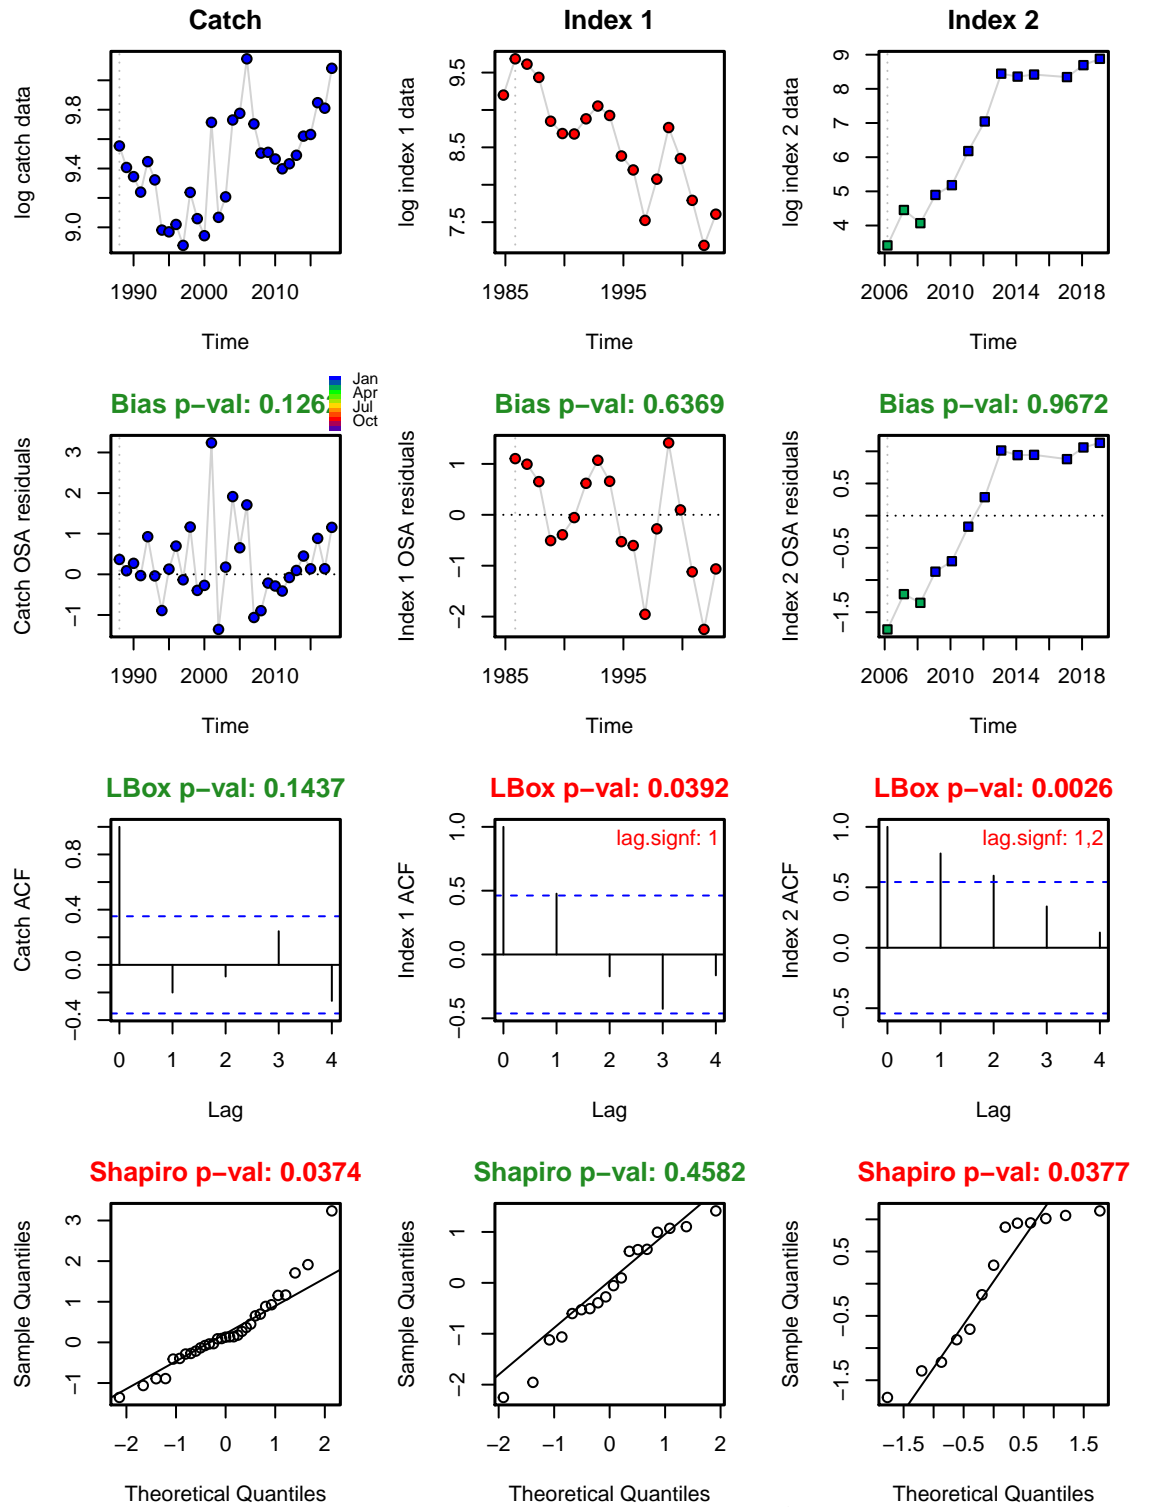 Catch
Index 1
Index 2
log catch data
9.0 9.4 9.8
1990 2000 2010
Time
log index 1 data
7.5 8.5 9.5
1985 1995
Time
log index 2 data
4 5 6 7 8 9
2006 2010 2014 2018
Time
Bias p−val: 0.1262
Jan
Apr
Jul
Oct
Bias p−val: 0.6369
Bias p−val: 0.9672
Catch OSA residuals
−1 0 1 2 3
1990 2000 2010
Time
Index 1 OSA residuals
−2 −1 0 1
1985 1995
Time
Index 2 OSA residuals
−1.5 −0.5 0.5
2006 2010 2014 2018
Time
LBox p−val: 0.1437
LBox p−val: 0.0392
LBox p−val: 0.0026
Catch ACF
−0.4 0.0 0.4 0.8
0 1 2 3 4
Lag
Index 1 ACF
−0.5 0.0 0.5 1.0
lag.signf: 1
0 1 2 3 4
Lag
Index 2 ACF
−0.5 0.0 0.5 1.0
lag.signf: 1,2
0 1 2 3 4
Lag
Shapiro p−val: 0.0374
Shapiro p−val: 0.4582
Shapiro p−val: 0.0377
Sample Quantiles
−1 0 1 2 3
−2 −1 0 1 2
Theoretical Quantiles
Sample Quantiles
−2 −1 0 1
−2 −1 0 1 2
Theoretical Quantiles
Sample Quantiles
−1.5 −0.5 0.5
−1.5 −0.5 0.5 1.5
Theoretical Quantiles